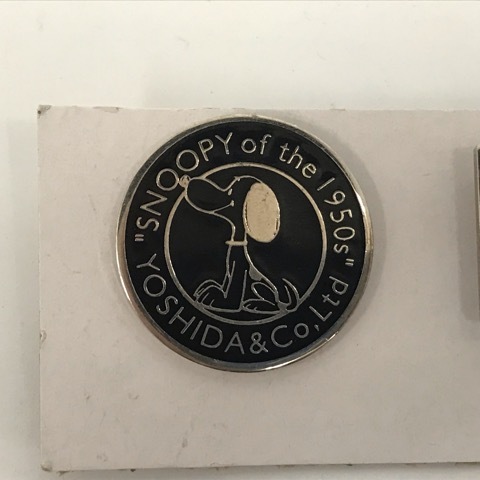 "SNOOPY of the 1950s"
YOSHIDA & Co, Ltd